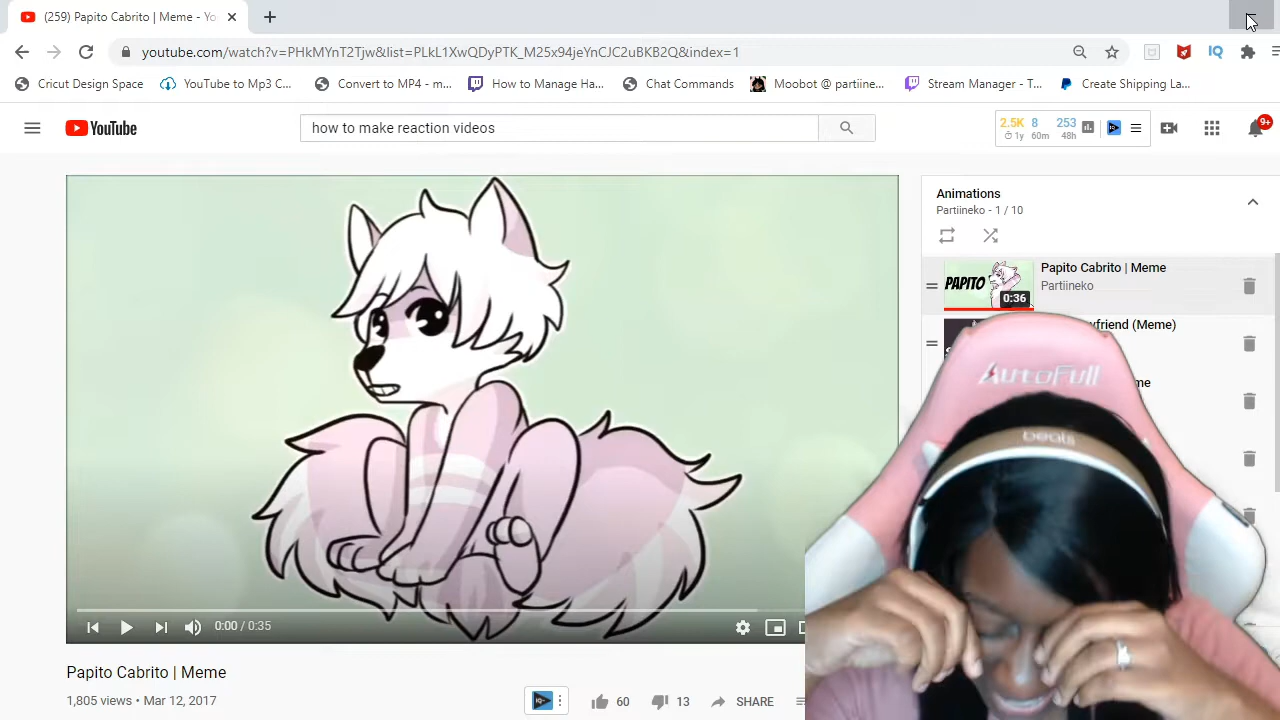 (259) Papito Cabrito | Meme - Yo
youtube.com/watch?v=PHkMYnT2Tjw&list=PLkL1XwQDyPTK_M25x94jeYnCJC2uBKB2Q&index=1
Cricut Design Space
YouTube to Mp3 C...
Convert to MP4 - m...
How to Manage Ha...
Chat Commands
Moobot @ partiine...
Stream Manager - T...
Create Shipping La...
YouTube
how to make reaction videos
2.5K 8 253
1y 60m 48h
9+
IQ
Animations
Partiineko - 1 / 10
PAPITO
0:36
Papito Cabrito | Meme
Partiineko
friend (Meme)
me
AutoFull
beats
0:00 / 0:35
Papito Cabrito | Meme
1,805 views • Mar 12, 2017
60
13
SHARE